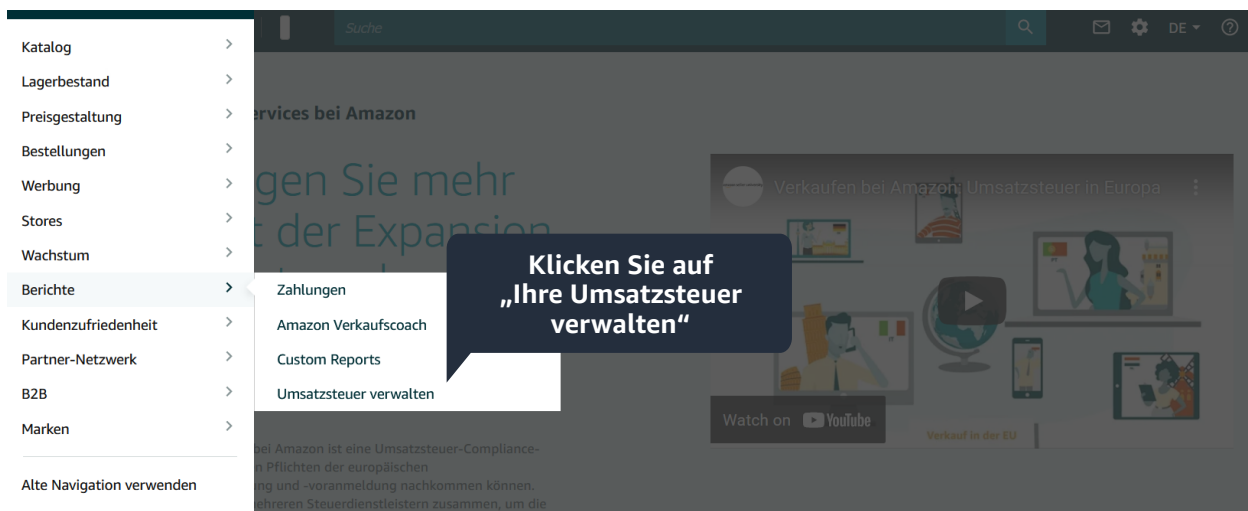 Suche
DE
Katalog
Lagerbestand
Preisgestaltung
Bestellungen
Werbung
Stores
Wachstum
Berichte
Kundenzufriedenheit
Partner-Netzwerk
B2B
Marken
Alte Navigation verwenden
Zahlungen
Amazon Verkaufscoach
Custom Reports
Umsatzsteuer verwalten
Klicken Sie auf
„Ihre Umsatzsteuer
verwalten“
ervices bei Amazon
gen Sie mehr
t der Expansion
Verkaufen bei Amazon: Umsatzsteuer in Europa
Watch on YouTube
Verkauf in der EU
bei Amazon ist eine Umsatzsteuer-Compliance-
n Pflichten der europäischen
ung und -voranmeldung nachkommen können.
mehreren Steuerdienstleistern zusammen, um die